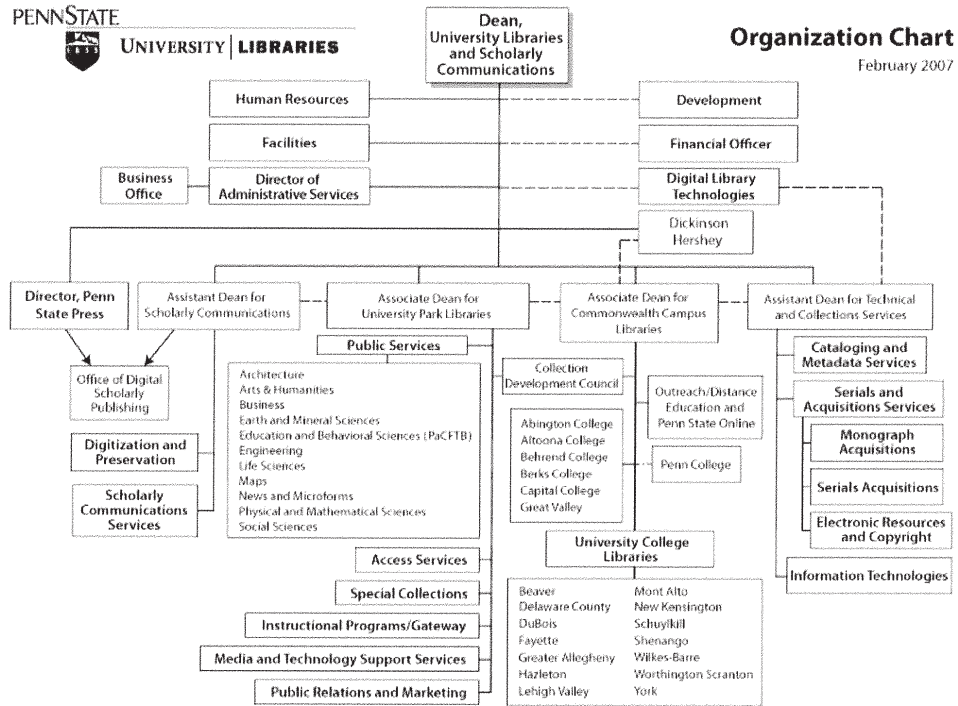 PENNSTATE
1855
UNIVERSITY | LIBRARIES
Dean,
University Libraries
and Scholarly
Communications
Organization Chart
February 2007
Human Resources
Development
Facilities
Financial Officer
Business
Office
Director of
Administrative Services
Digital Library
Technologies
Dickinson
Hershey
Director, Penn
State Press
Assistant Dean for
Scholarly Communications
Associate Dean for
University Park Libraries
Associate Dean for
Commonwealth Campus
Libraries
Assistant Dean for Technical
and Collections Services
Office of Digital
Scholarly
Publishing
Digitization and
Preservation
Scholarly
Communications
Services
Public Services
Architecture
Arts & Humanities
Business
Earth and Mineral Sciences
Education and Behavioral Sciences (PaCFTB)
Engineering
Life Sciences
Maps
News and Microforms
Physical and Mathematical Sciences
Social Sciences
Access Services
Special Collections
Instructional Programs/Gateway
Media and Technology Support Services
Public Relations and Marketing
Collection
Development Council
Outreach/Distance
Education and
Penn State Online
Abington College
Altoona College
Behrend College
Berks College
Capital College
Great Valley
Penn College
University College
Libraries
Beaver
Delaware County
DuBois
Fayette
Greater Allegheny
Hazleton
Lehigh Valley
Mont Alto
New Kensington
Schuylkill
Shenango
Wilkes-Barre
Worthington Scranton
York
Cataloging and
Metadata Services
Serials and
Acquisitions Services
Monograph
Acquisitions
Serials Acquisitions
Electronic Resources
and Copyright
Information Technologies